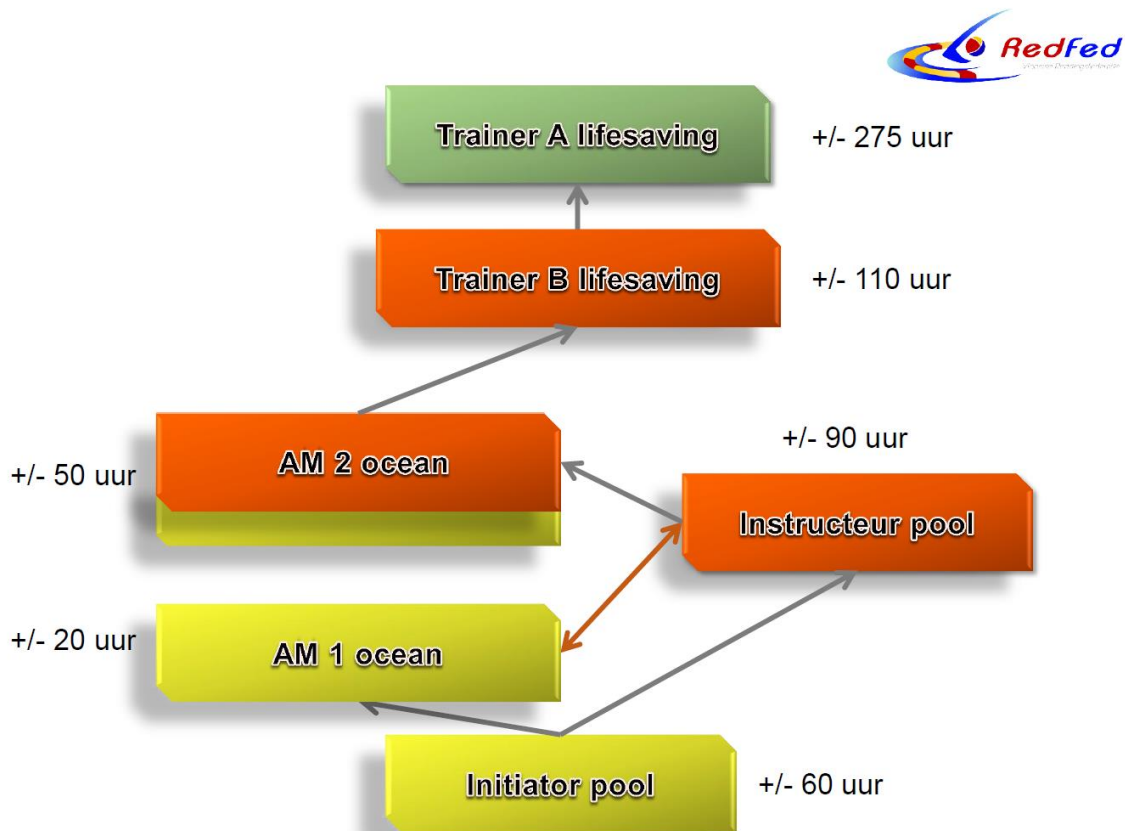 RedFed
Trainer A lifesaving
+/- 275 uur
Trainer B lifesaving
+/- 110 uur
+/- 90 uur
AM 2 ocean
+/- 50 uur
Instructeur pool
AM 1 ocean
+/- 20 uur
Initiator pool
+/- 60 uur